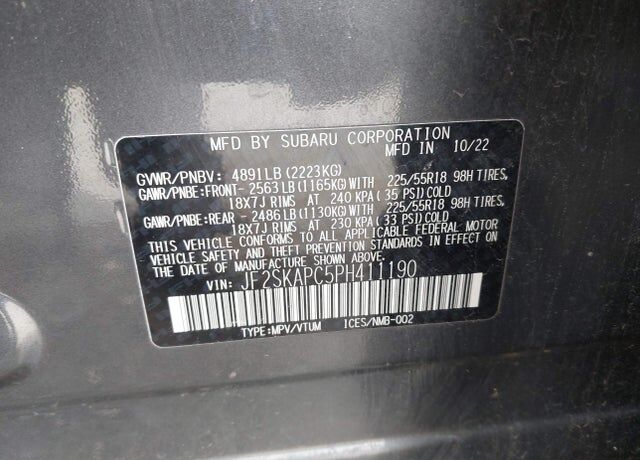 MFD BY SUBARU CORPORATION
MFD IN 10/22
GVWR/PNBV: 4891LB(2223KG)
GAWR/PNBE:FRONT- 2563LB(1165KG)WITH 225/55R18 98H TIRES,
18X7J RIMS AT 240 KPA (35 PSI)COLD
GAWR/PNBE:REAR - 2486LB(1130KG)WITH 225/55R18 98H TIRES,
18X7J RIMS AT 230 KPA (33 PSI)COLD
THIS VEHICLE CONFORMS TO ALL APPLICABLE FEDERAL MOTOR
VEHICLE SAFETY AND THEFT PREVENTION STANDARDS IN EFFECT
ON THE DATE OF MANUFACTURE SHOWN ABOVE.
VIN: JF2SKAPC5PH411190
TYPE:MPV/VTUM ICES/NMB-002